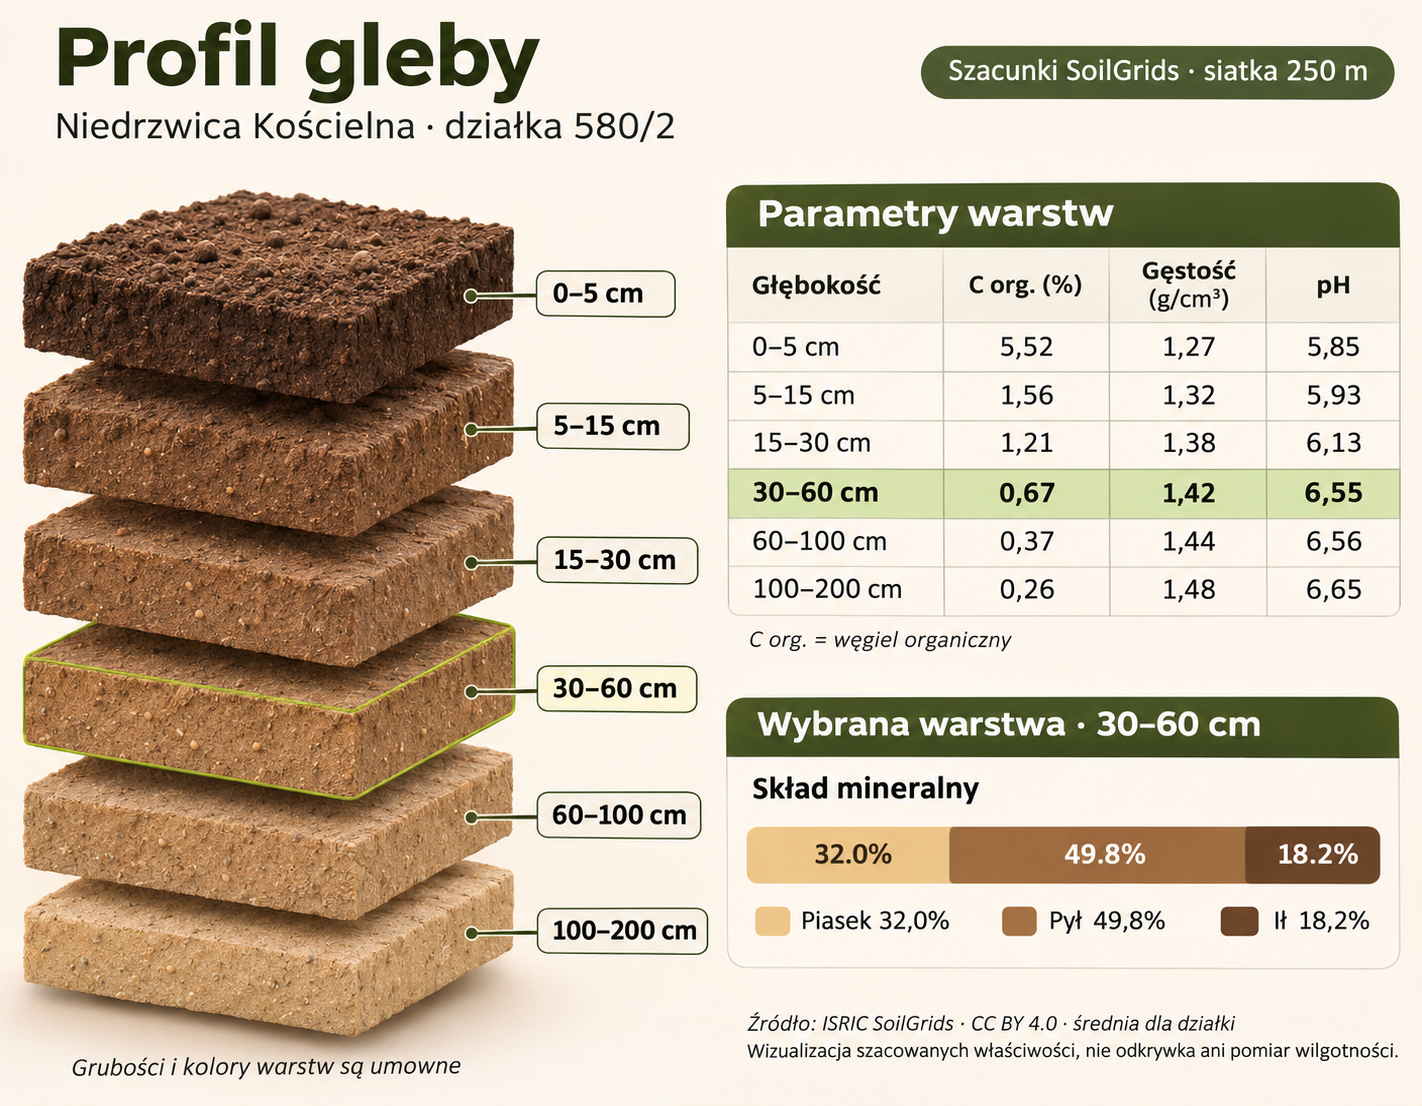 Profil gleby
Niedrzwica Kościelna · działka 580/2
Szacunki SoilGrids · siatka 250 m
0–5 cm
5–15 cm
15–30 cm
30–60 cm
60–100 cm
100–200 cm
Grubości i kolory warstw są umowne
Parametry warstw
Głębokość C org. (%) Gęstość (g/cm³) pH
0–5 cm 5,52 1,27 5,85
5–15 cm 1,56 1,32 5,93
15–30 cm 1,21 1,38 6,13
30–60 cm 0,67 1,42 6,55
60–100 cm 0,37 1,44 6,56
100–200 cm 0,26 1,48 6,65
C org. = węgiel organiczny
Wybrana warstwa · 30–60 cm
Skład mineralny
32.0% 49.8% 18.2%
Piasek 32,0% Pył 49,8% Ił 18,2%
Źródło: ISRIC SoilGrids · CC BY 4.0 · średnia dla działki
Wizualizacja szacowanych właściwości, nie odkrywka ani pomiar wilgotności.